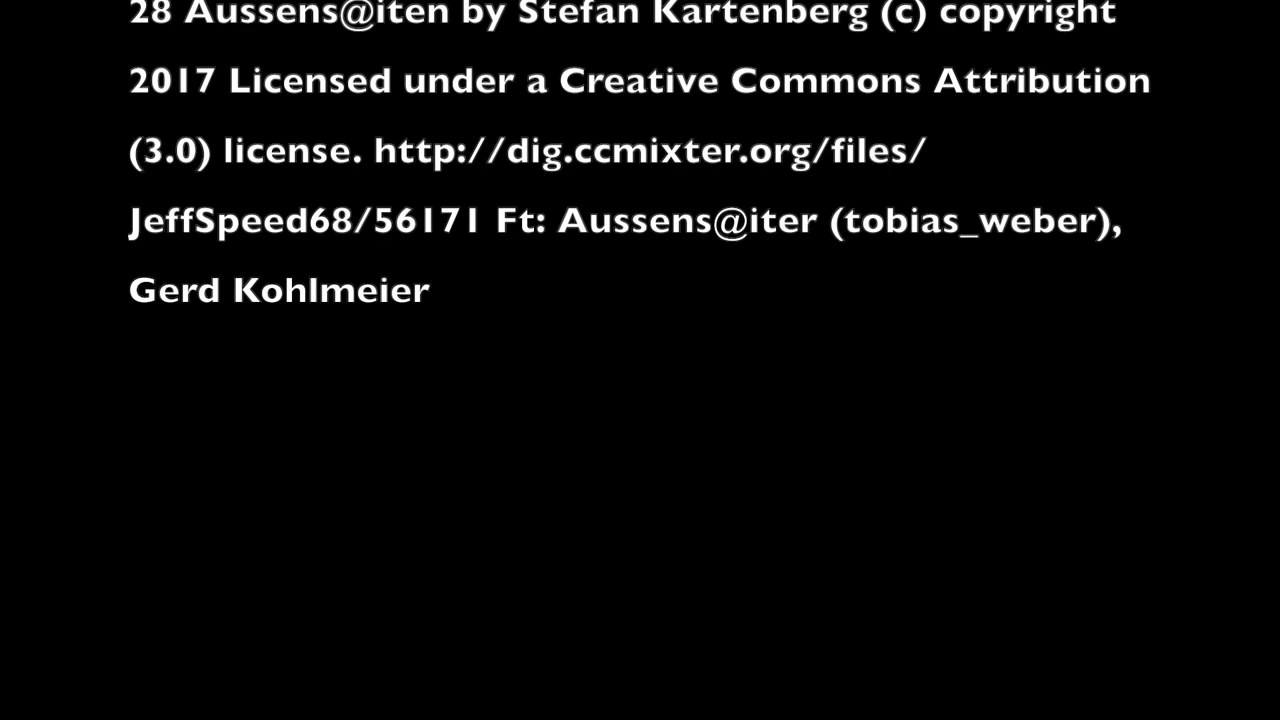 28 Aussens@iten by Stefan Kartenberg (c) copyright
2017 Licensed under a Creative Commons Attribution
(3.0) license. http://dig.ccmixter.org/files/
JeffSpeed68/56171 Ft: Aussens@iter (tobias_weber),
Gerd Kohlmeier